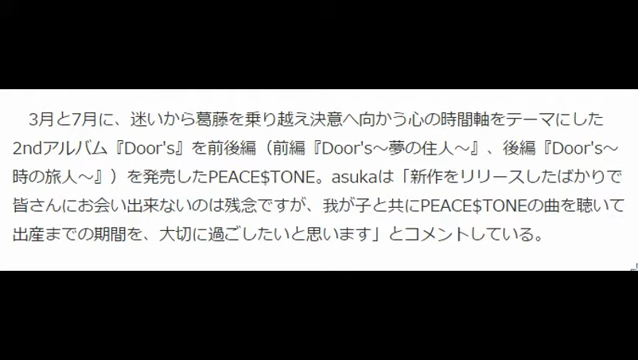 3月と7月に、迷いから葛藤を乗り越え決意へ向かう心の時間軸をテーマにした
2ndアルバム『Door's』を前後編（前編『Door's〜夢の住人〜』、後編『Door's〜
時の旅人〜』）を発売したPEACE$TONE。asukaは「新作をリリースしたばかりで
皆さんにお会い出来ないのは残念ですが、我が子と共にPEACE$TONEの曲を聴いて
出産までの期間を、大切に過ごしたいと思います」とコメントしている。